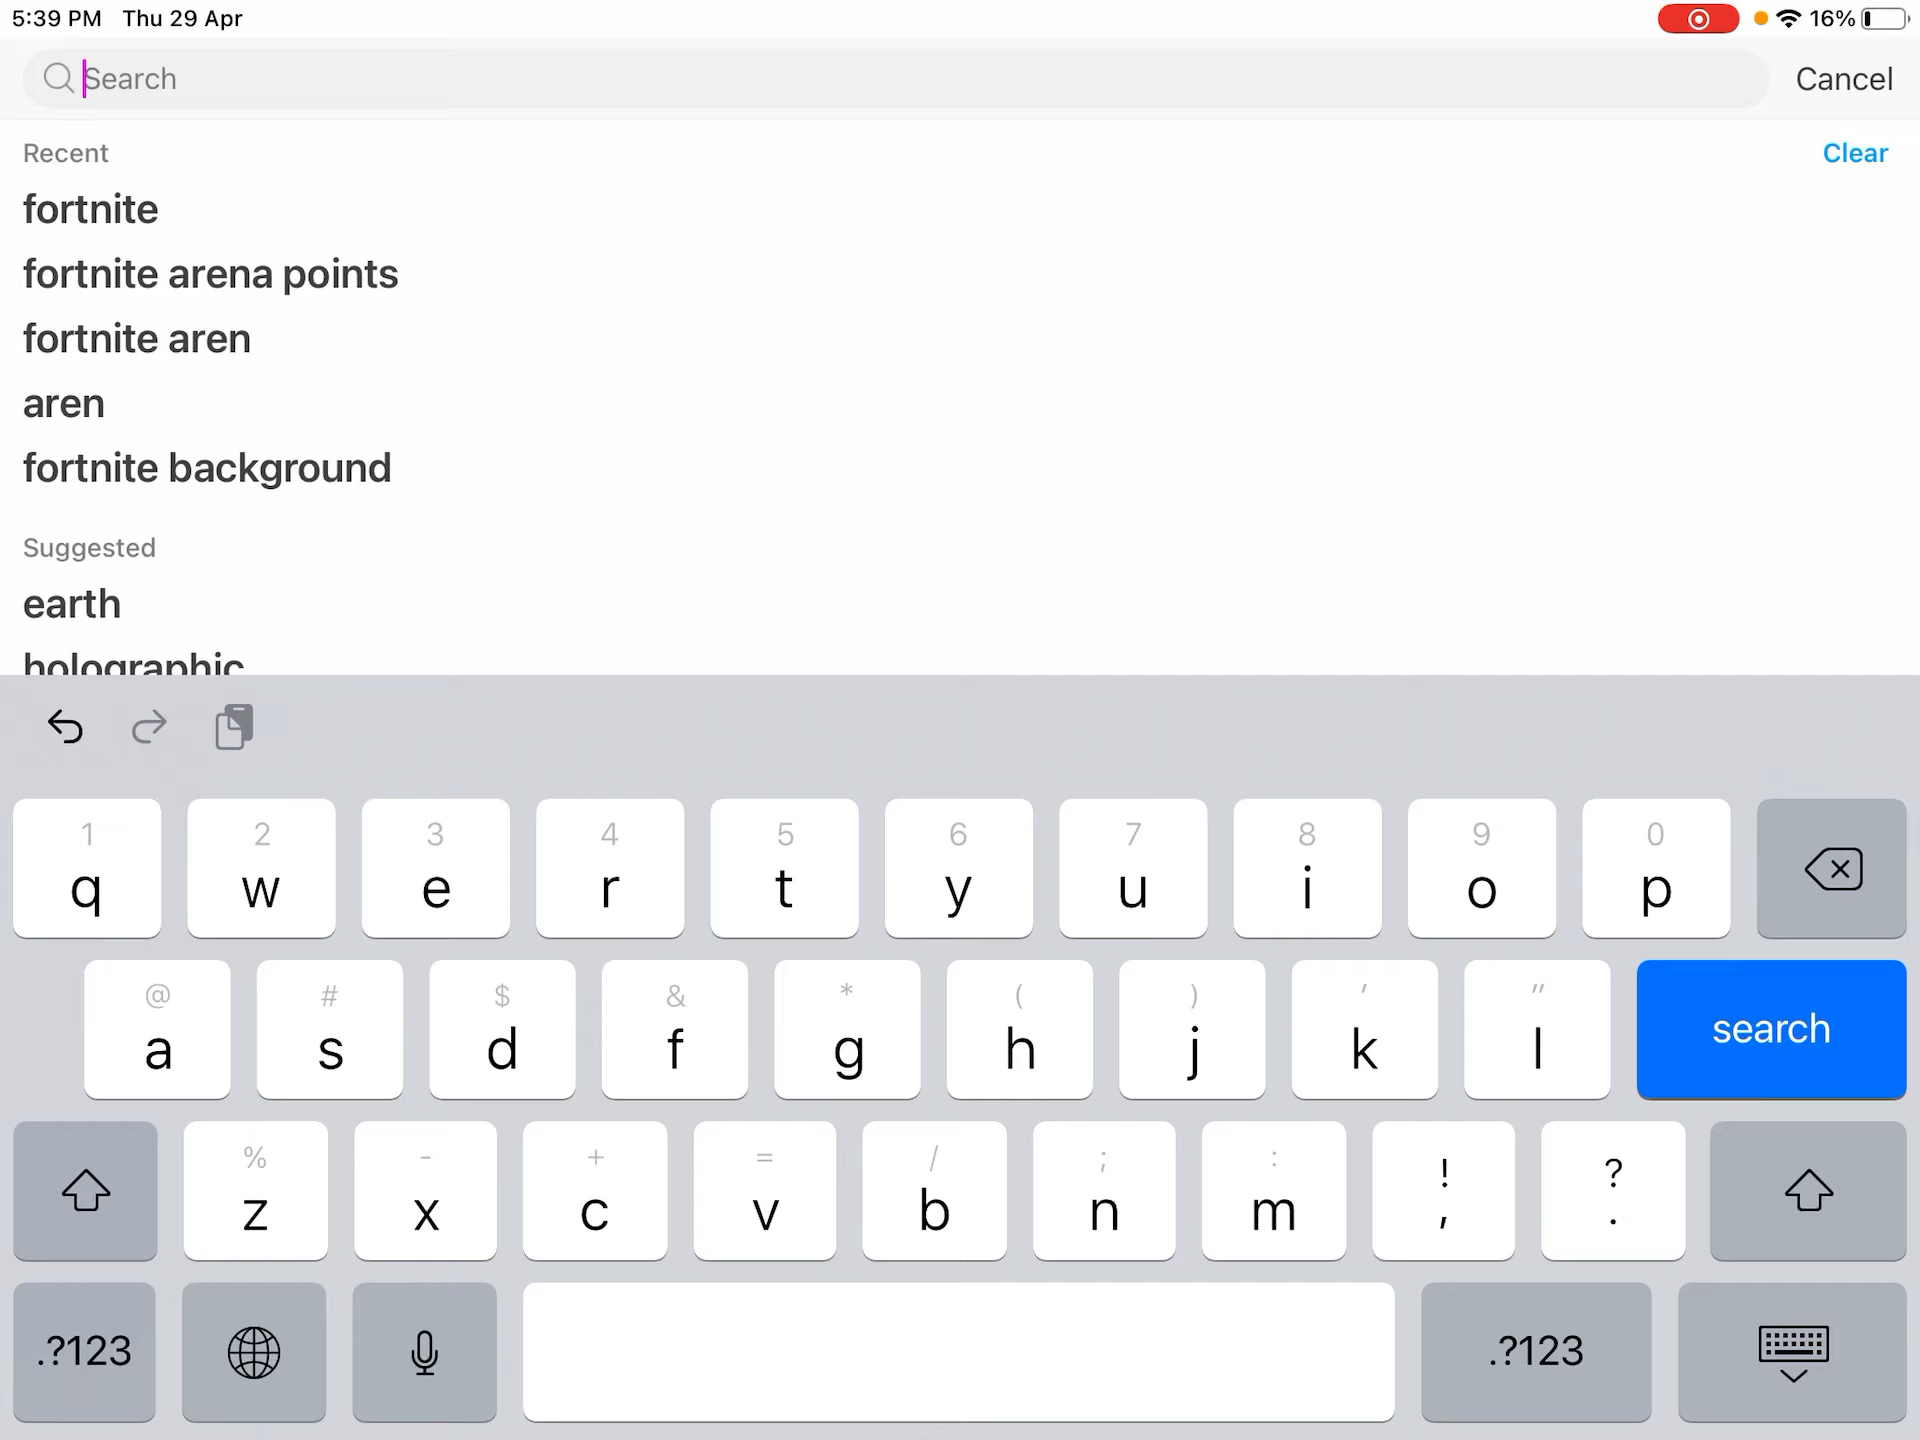 5:39 PM Thu 29 Apr 16%
Search Cancel
Recent Clear
fortnite
fortnite arena points
fortnite aren
aren
fortnite background
Suggested
earth
holographic
1 2 3 4 5 6 7 8 9 0
q w e r t y u i o p
@ # $ & * ( ) ' "
a s d f g h j k l search
% - + = / ; : ! ?
z x c v b n m , .
.?123 .?123